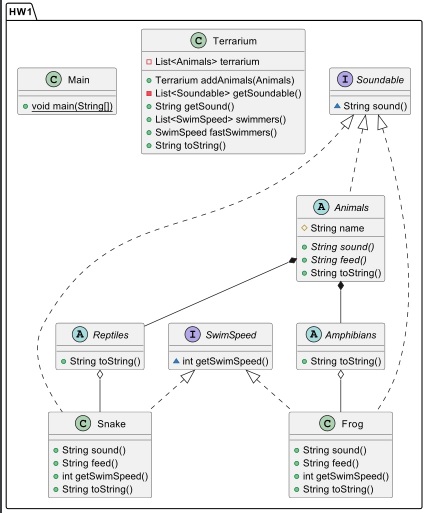 HW1
C Terrarium
List<Animals> terrarium
Terrarium addAnimals(Animals)
List<Soundable> getSoundable()
String getSound()
List<SwimSpeed> swimmers()
SwimSpeed fastSwimmers()
String toString()
C Main
void main(String[])
I Soundable
String sound()
A Animals
String name
String sound()
String feed()
String toString()
A Reptiles
String toString()
I SwimSpeed
int getSwimSpeed()
A Amphibians
String toString()
C Snake
String sound()
String feed()
int getSwimSpeed()
String toString()
C Frog
String sound()
String feed()
int getSwimSpeed()
String toString()